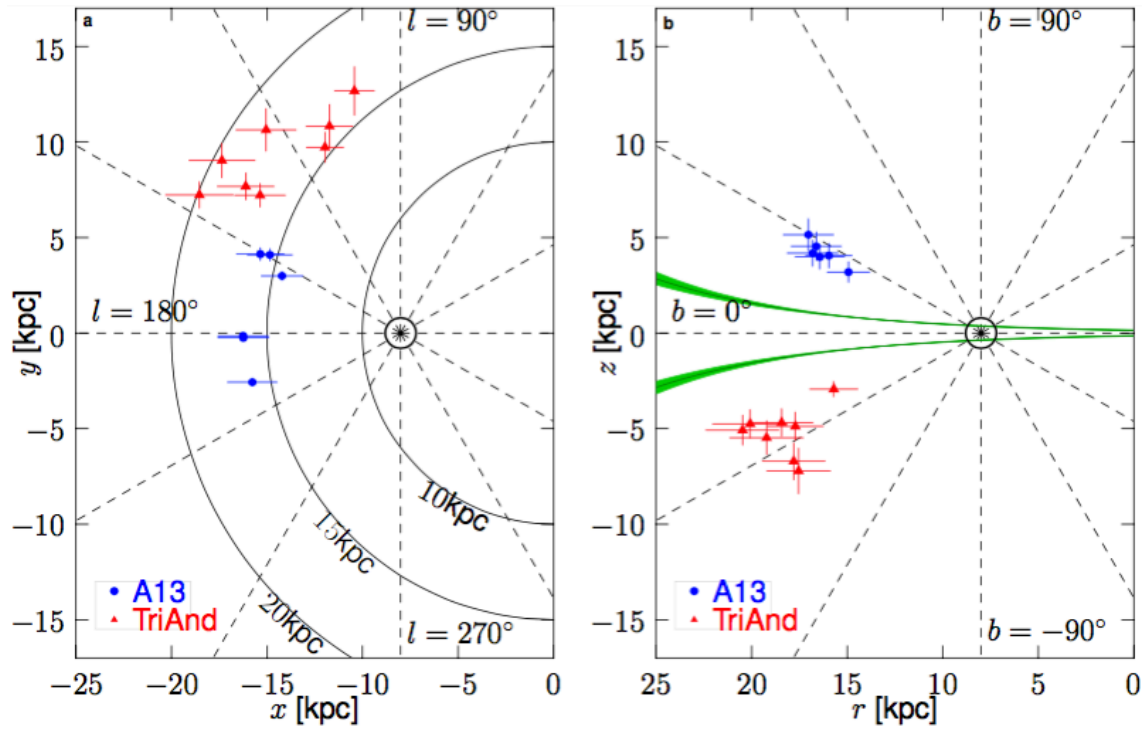 a
l = 90°
l = 180°
l = 270°
10kpc
15kpc
20kpc
A13
TriAnd
15
10
5
0
−5
−10
−15
y [kpc]
−25
−20
−15
−10
−5
0
x [kpc]
b
b = 90°
b = 0°
b = −90°
A13
TriAnd
15
10
5
0
−5
−10
−15
z [kpc]
25
20
15
10
5
0
r [kpc]